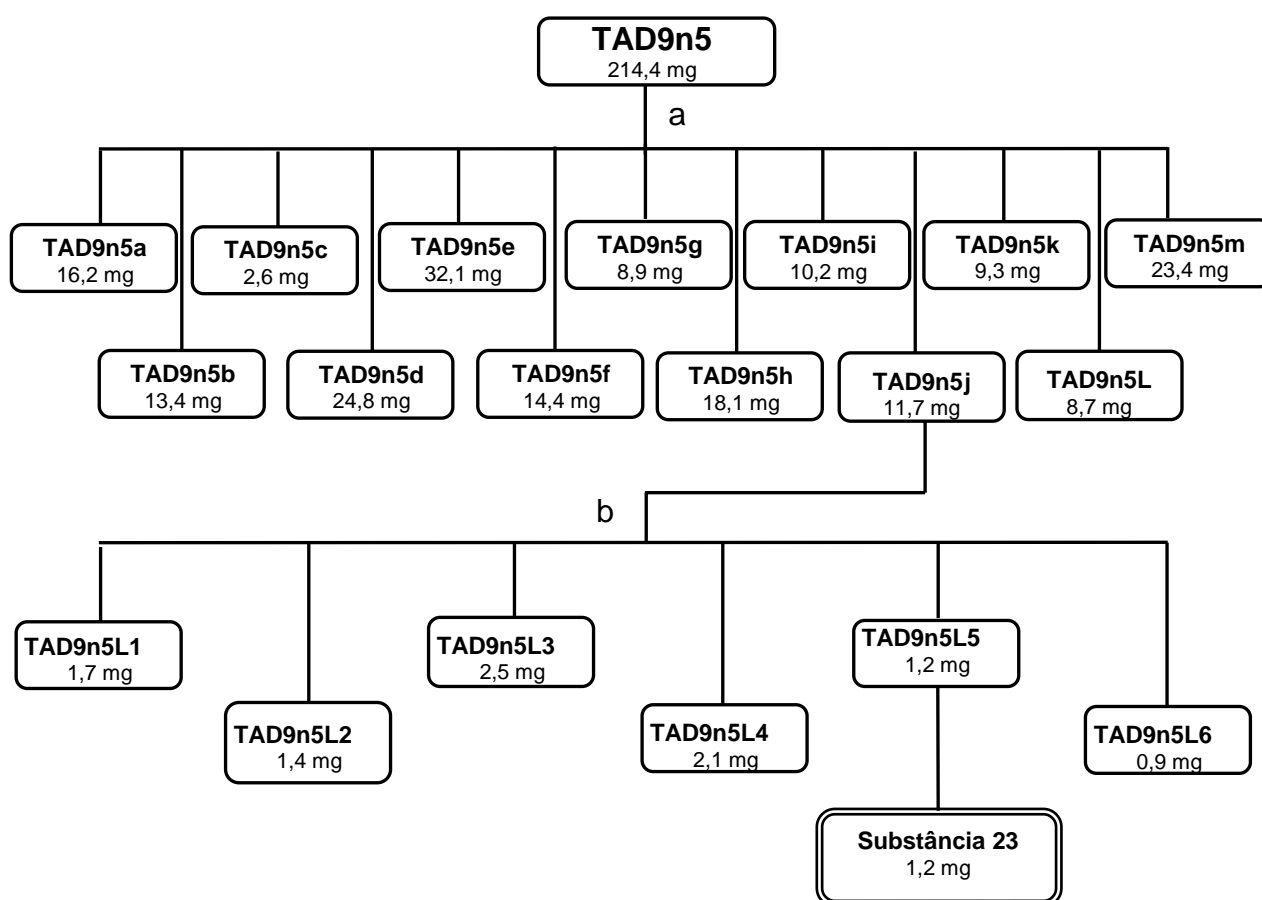 TAD9n5
214,4 mg
a
TAD9n5a
16,2 mg
TAD9n5c
2,6 mg
TAD9n5e
32,1 mg
TAD9n5g
8,9 mg
TAD9n5i
10,2 mg
TAD9n5k
9,3 mg
TAD9n5m
23,4 mg
TAD9n5b
13,4 mg
TAD9n5d
24,8 mg
TAD9n5f
14,4 mg
TAD9n5h
18,1 mg
TAD9n5j
11,7 mg
TAD9n5L
8,7 mg
b
TAD9n5L1
1,7 mg
TAD9n5L3
2,5 mg
TAD9n5L5
1,2 mg
TAD9n5L2
1,4 mg
TAD9n5L4
2,1 mg
TAD9n5L6
0,9 mg
Substância 23
1,2 mg